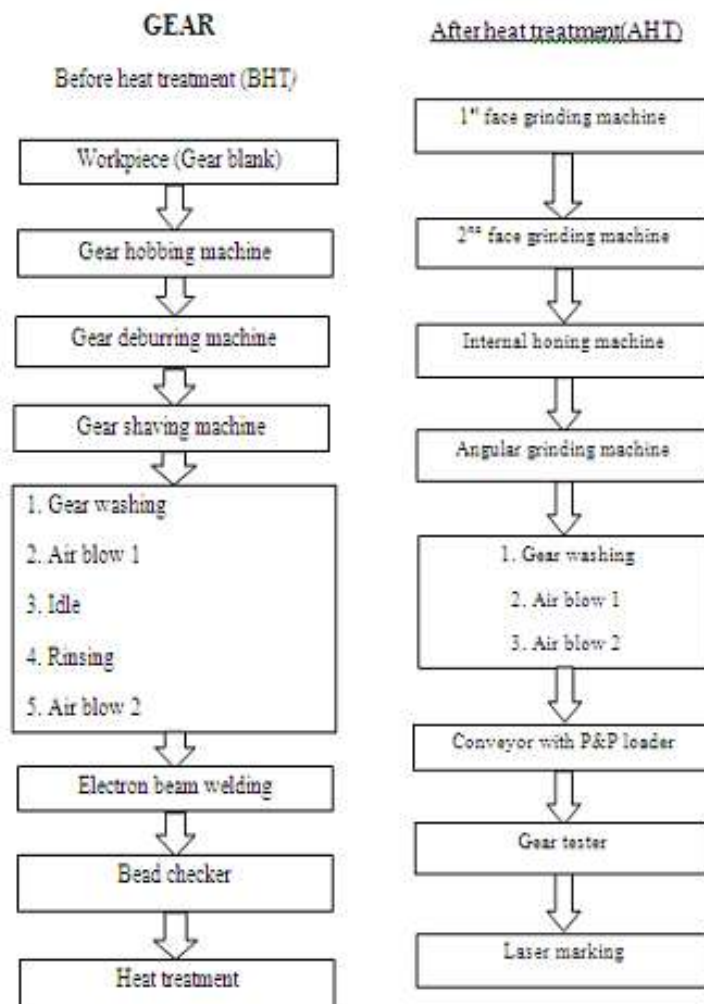 GEAR
Before heat treatment (BHT)
Workpiece (Gear blank)
Gear hobbing machine
Gear deburring machine
Gear shaving machine
1. Gear washing
2. Air blow 1
3. Idle
4. Rinsing
5. Air blow 2
Electron beam welding
Bead checker
Heat treatment
After heat treatment(AHT)
1st face grinding machine
2nd face grinding machine
Internal honing machine
Angular grinding machine
1. Gear washing
2. Air blow 1
3. Air blow 2
Conveyor with P&P loader
Gear tester
Laser marking